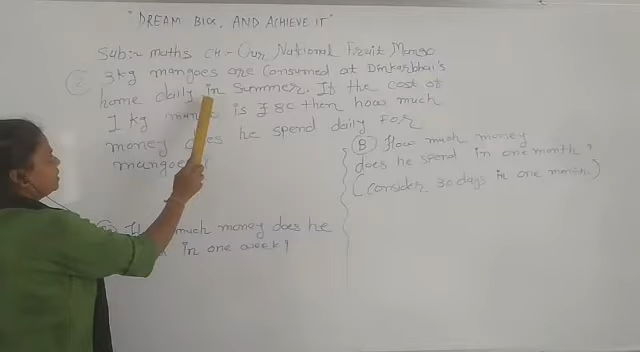 "DREAM BIG, AND ACHIEVE IT"
Sub:- maths CH- Our National Fruit Mango
3 kg mangoes are consumed at Dinkarbhai's
home daily in Summer. If the cost of
1 kg is ₹ 80 then how much
money does he spend daily for
mangoes?
much money does he
in one week?
(B) How much money
does he spend in one month?
(Consider 30 days in one month.)